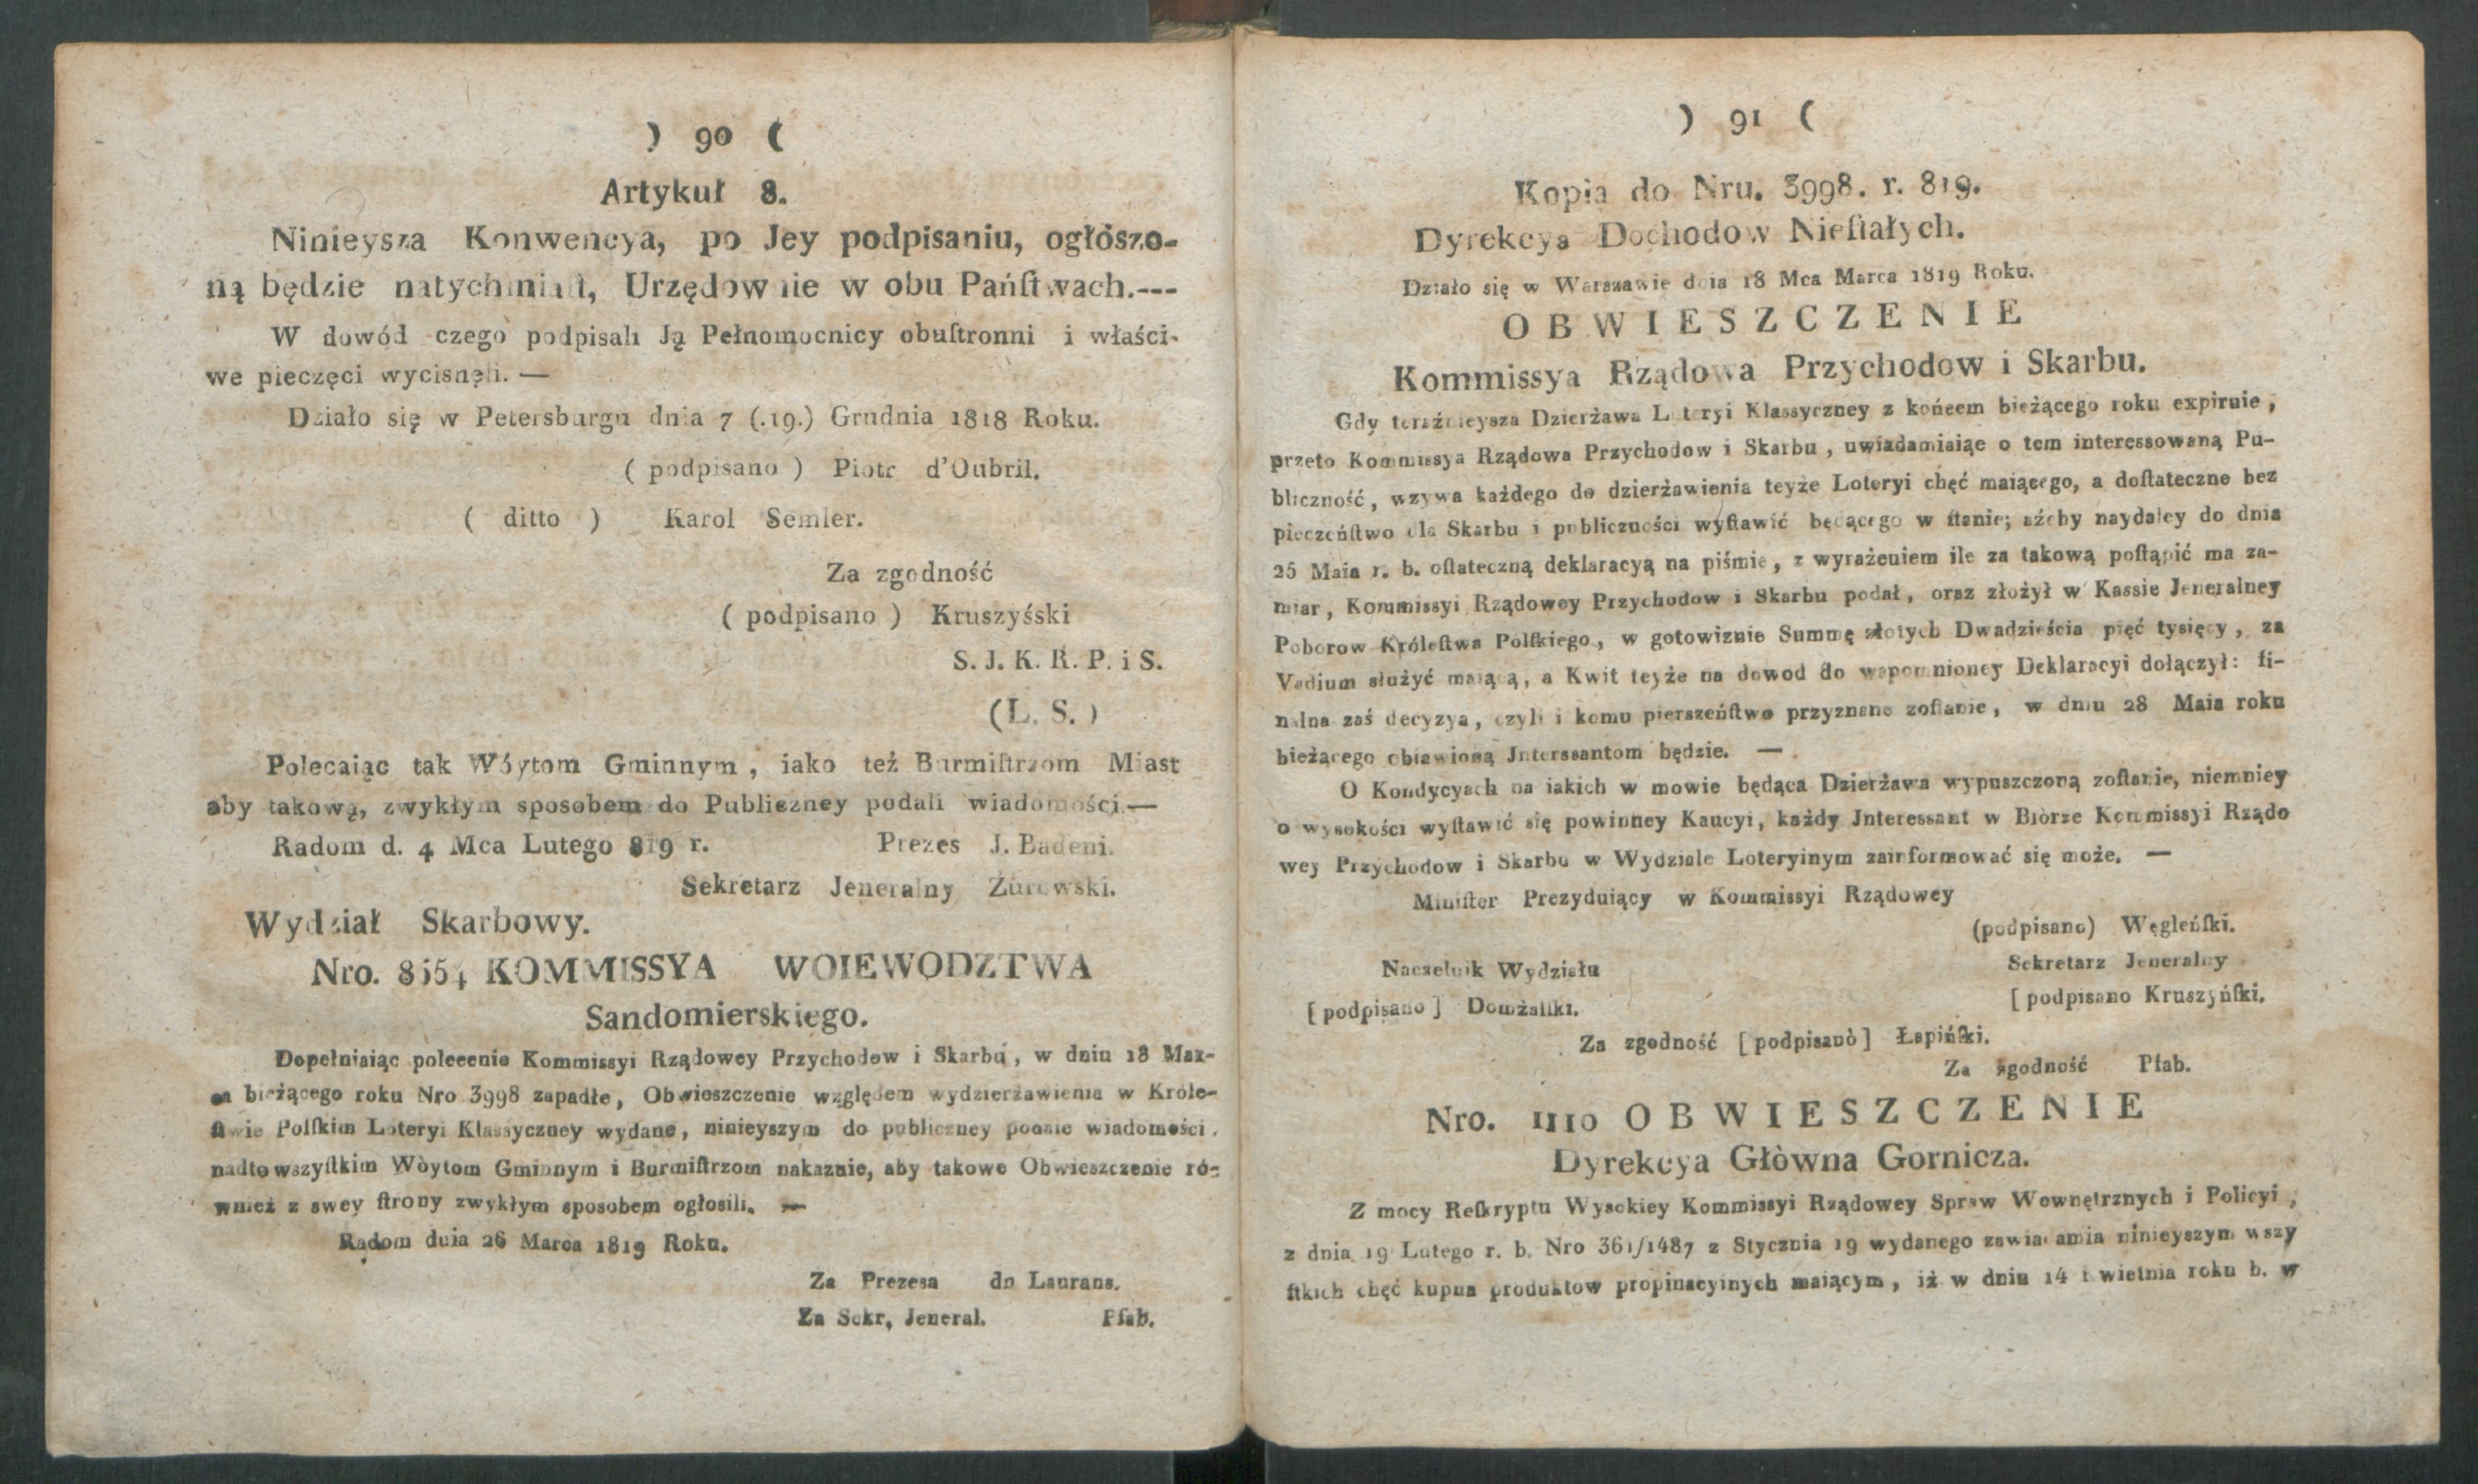 ) 90 (
Artykuł 8.
Ninieysza Konwencya, po Jey podpisaniu, ogłószo-
ną będzie natychmiaſt, Urzędownie w obu Pańſtwach.---
W dowód czego podpisali Ją Pełnomocnicy obuſtronni i właści-
we pieczęci wycisnęli. —
Działo się w Petersburgu dnia 7 (.19.) Grudnia 1818 Roku.
( podpisano ) Piotr d'Oubril.
( ditto ) Karol Semler.
Za zgodność
( podpisano ) Kruszyśski
S. J. K. R. P. i S.
(L. S. )
Polecaiąc tak Wóytom Gminnym, iako też Burmiſtrzom Miast
aby takową, zwykłym sposobem do Publiczney podali wiadomości.—
Radom d. 4 Mca Lutego 819 r. Prezes J. Badeni.
Sekretarz Jeneralny Żurowski.
Wydział Skarbowy.
Nro. 8554 KOMMISSYA WOIEWODZTWA
Sandomierskiego.
Dopełniaiąc poleeenie Kommissyi Rządowey Przychodow i Skarbu, w dniu 18 Mar-
ca bieżącego roku Nro 3998 zapadłe, Obwieszczenie względem wydzierżawienia w Króle-
ſtwie Polſkim Loteryi Klassyczney wydane, ninieyszym do publiczney podaie wiadomości.
nadto wszyſtkim Wòytom Gminnym i Burmiſtrzom nakazuie, aby takowe Obwieszczenie ró-
wnież z swey ſtrony zwykłym sposobem ogłosili. —
Radom dnia 26 Marca 1819 Roku.
Za Prezesa de Laurans.
Za Sekr, Jeneral. Pfab.
) 91 (
Kopia do Nru. 3998. r. 819.
Dyrekcya Dochodow Nieſtałych.
Działo się w Warszawie dnia 18 Mca Marca 1819 Roku.
OBWIESZCZENIE
Kommissya Rządowa Przychodow i Skarbu.
Gdy teraźnieysza Dzierżawa Loteryi Klassyczney z końcem bieżącego roku expiruie,
przeto Kommissya Rządowa Przychodow i Skarbu, uwiadamiaiąc o tem interessowaną Pu-
bliczność, wzywa każdego do dzierżawienia teyże Loteryi chęć maiącego, a doſtateczne bez
pieczeńſtwo dla Skarbu i publiczności wyſtawić będącego w ſtanie; ażeby naydaley do dnia
25 Maia r. b. oſtateczną deklaracyą na piśmie, z wyrażeniem ile za takową poſtąpić ma za-
miar, Kommissyi Rządowey Przychodow i Skarbu podał, oraz złożył w Kassie Jeneralney
Poborow Króleſtwa Polſkiego, w gotowiznie Summę złotych Dwadzieścia pięć tysięcy, za
Vadium służyć maiącą, a Kwit teyże na dowod do wspomnioney Deklaracyi dołączył: fi-
nalna zaś decyzya, czyli i komu pierszeńſtwo przyznane zoſtanie, w dniu 28 Maia roku
bieżącego obiawioną Jnterssantom będzie. —
O Kondycyach na iakich w mowie będąca Dzierżawa wypuszczoną zoſtanie, niemniey
o wysokości wyſtawić się powinney Kaucyi, każdy Jnteressant w Biòrze Kommissyi Rządo
wey Przychodow i Skarbu w Wydziale Loteryinym zainformować się może. —
Miniſter Prezyduiący w Kommissyi Rządowey
(podpisano) Węgleńſki.
Naczelnik Wydziału Sekretarz Jeneralny
[ podpisano ] Domżalſki. [ podpisano Kruszyńſki.
Za zgodność [ podpisanò ] Łapińſki.
Za zgodność Pfab.
Nro. 1110 OBWIESZCZENIE
Dyrekcya Głòwna Gornicza.
Z mocy Reſkryptu Wysokiey Kommissyi Rządowey Spraw Wewnętrznych i Policyi,
z dnia 19 Lutego r. b. Nro 361/1487 z Stycznia 19 wydanego zawiadamia ninieyszym wszy
ſtkich chęć kupna produktow propinacyinych maiącym, iż w dniu 14 Kwietnia roku b. w